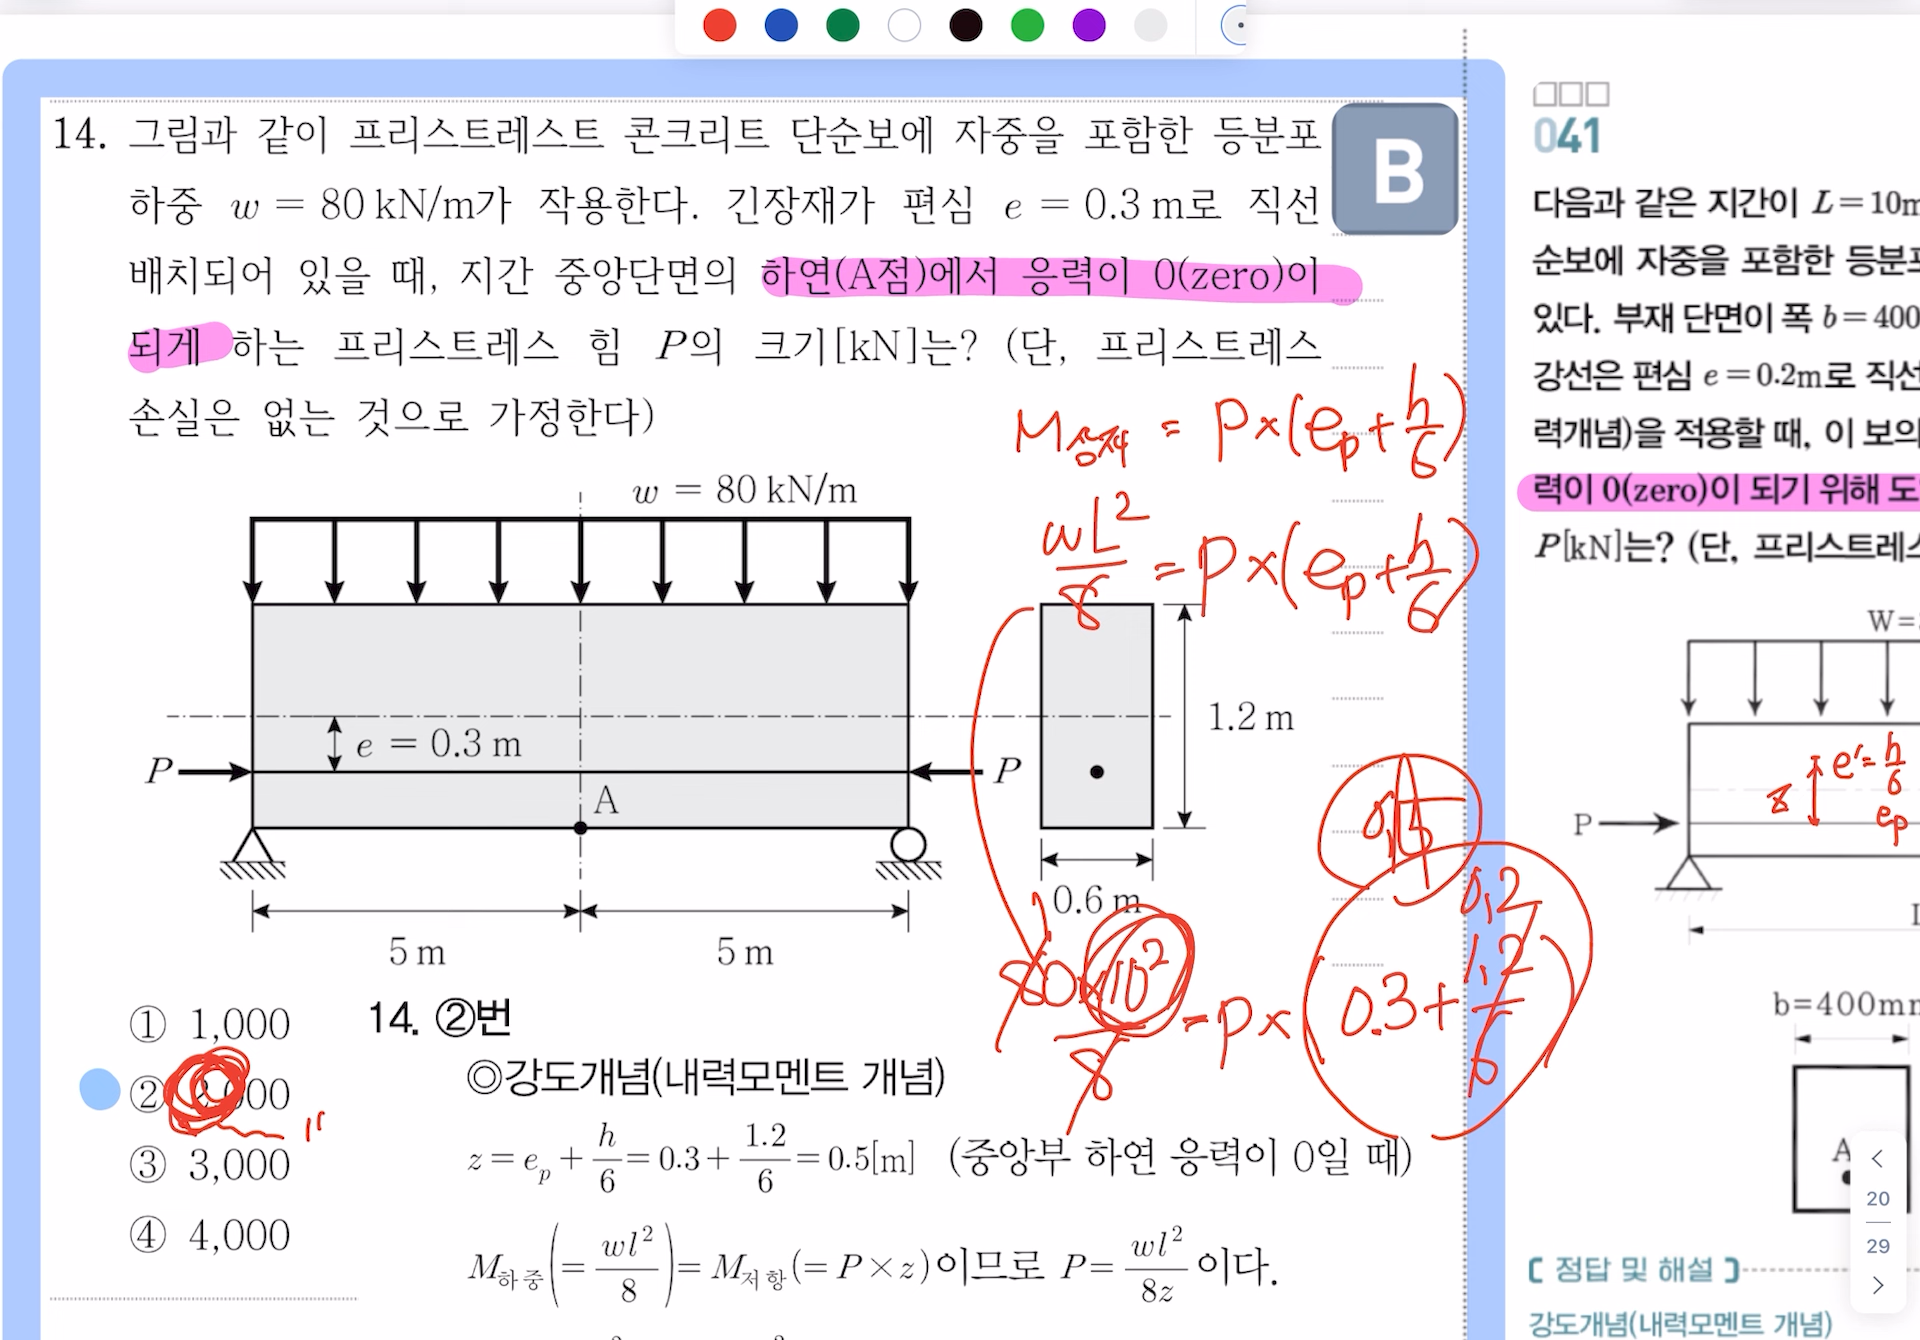 14. 그림과 같이 프리스트레스트 콘크리트 단순보에 자중을 포함한 등분포
하중 w = 80 kN/m가 작용한다. 긴장재가 편심 e = 0.3 m로 직선
배치되어 있을 때, 지간 중앙단면의 하연(A점)에서 응력이 0(zero)이
되게 하는 프리스트레스 힘 P의 크기[kN]는? (단, 프리스트레스
손실은 없는 것으로 가정한다)
B
M상재 = P×(eₚ+h/6)
w = 80 kN/m
wL²/8 = P×(eₚ+h/6)
1.2 m
e = 0.3 m
P
P
A
0.6 m
5 m
5 m
0.2
80×10²/8 = P×(0.3+1.2/6)
① 1,000
② 2,000
③ 3,000
④ 4,000
14. ②번
◎강도개념(내력모멘트 개념)
z = eₚ + h/6 = 0.3 + 1.2/6 = 0.5[m] (중앙부 하연 응력이 0일 때)
M하중(= wl²/8) = M저항(= P×z)이므로 P= wl²/8z 이다.
041
다음과 같은 지간이 L=10m
순보에 자중을 포함한 등분포
있다. 부재 단면이 폭 b=400
강선은 편심 e=0.2m로 직선
력개념)을 적용할 때, 이 보의
력이 0(zero)이 되기 위해 도
P[kN]는? (단, 프리스트레스
W=
e'=h/6
z
eₚ
P
b=400mm
A
20
29
[ 정답 및 해설 ]
강도개념(내력모멘트 개념)